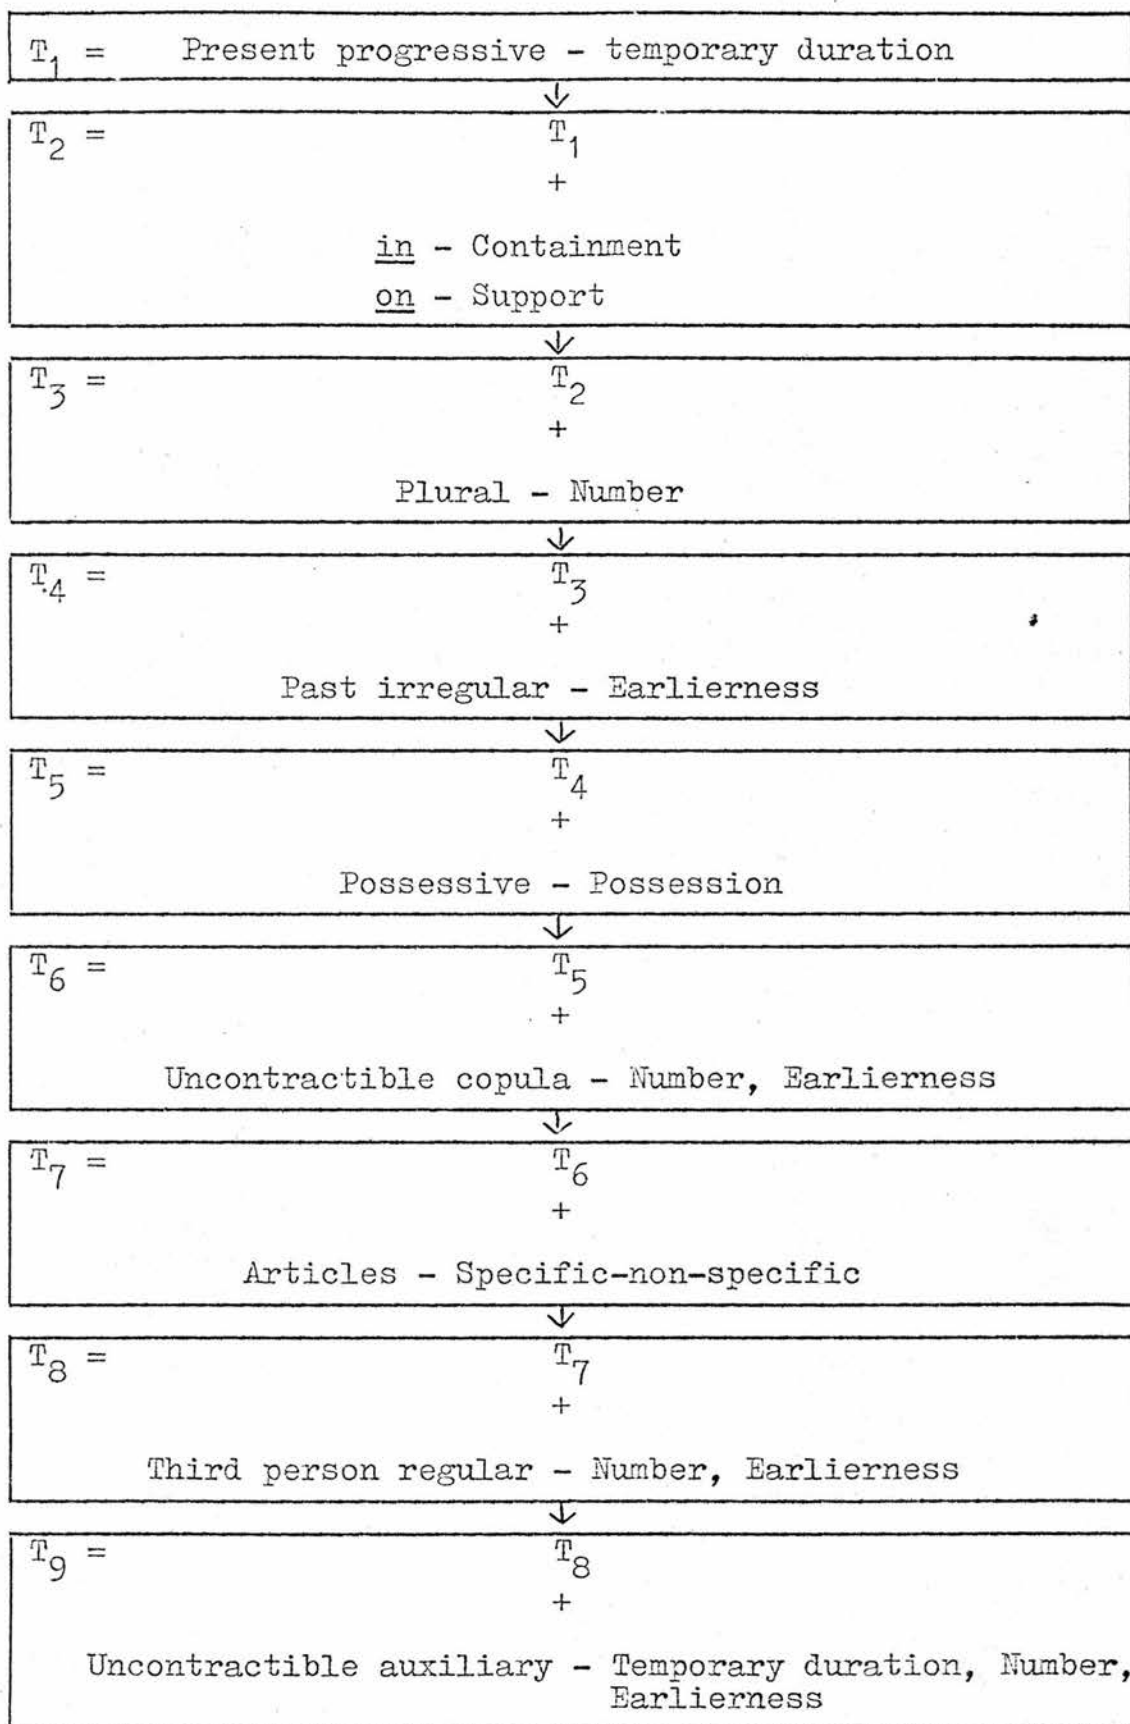 T₁ = Present progressive - temporary duration
T₂ = T₁
+
in - Containment
on - Support
T₃ = T₂
+
Plural - Number
T₄ = T₃
+
Past irregular - Earlierness
T₅ = T₄
+
Possessive - Possession
T₆ = T₅
+
Uncontractible copula - Number, Earlierness
T₇ = T₆
+
Articles - Specific-non-specific
T₈ = T₇
+
Third person regular - Number, Earlierness
T₉ = T₈
+
Uncontractible auxiliary - Temporary duration, Number,
Earlierness